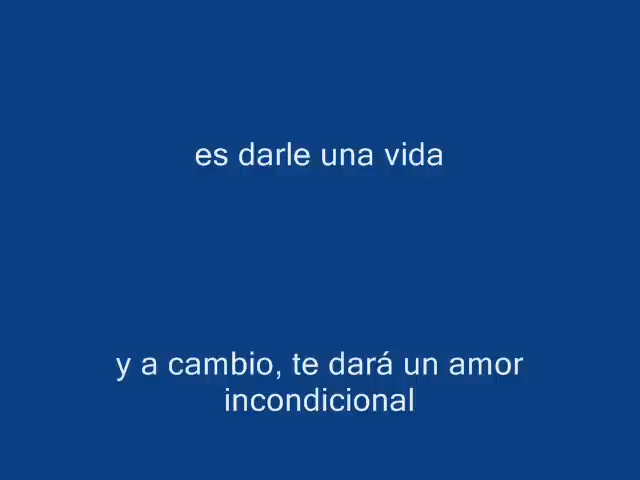 es darle una vida
y a cambio, te dará un amor
incondicional